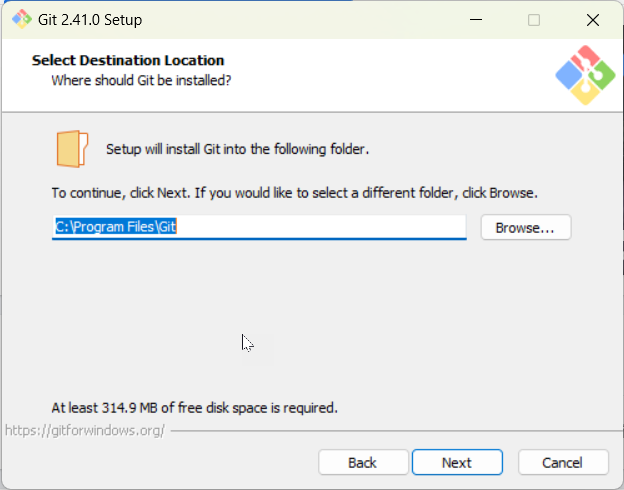 Git 2.41.0 Setup
Select Destination Location
Where should Git be installed?
Setup will install Git into the following folder.
To continue, click Next. If you would like to select a different folder, click Browse.
C:\Program Files\Git
Browse...
At least 314.9 MB of free disk space is required.
https://gitforwindows.org/
Back
Next
Cancel